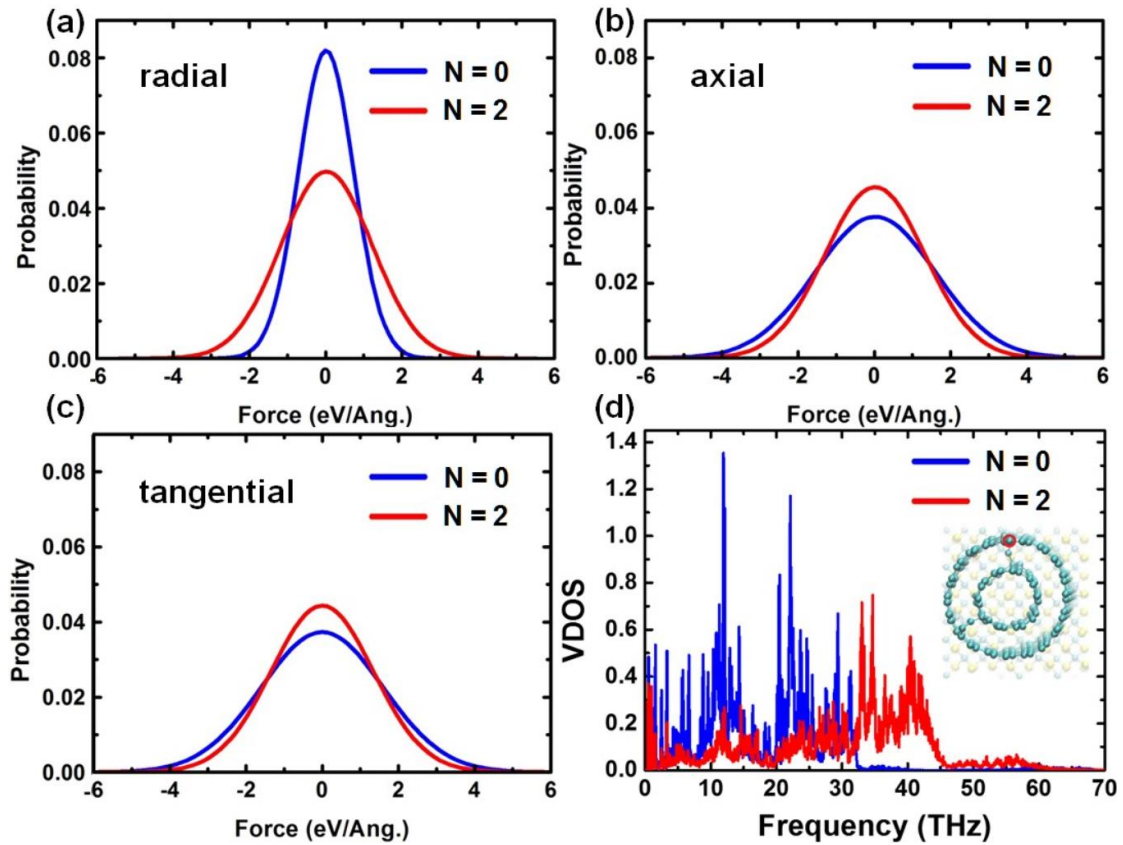 (a)
radial
N = 0
N = 2
0.08
0.06
0.04
0.02
0.00
Probability
-6 -4 -2 0 2 4 6
Force (eV/Ang.)
(b)
axial
N = 0
N = 2
0.08
0.06
0.04
0.02
0.00
Probability
-6 -4 -2 0 2 4 6
Force (eV/Ang.)
(c)
tangential
N = 0
N = 2
0.08
0.06
0.04
0.02
0.00
Probability
-6 -4 -2 0 2 4 6
Force (eV/Ang.)
(d)
N = 0
N = 2
1.4
1.2
1.0
0.8
0.6
0.4
0.2
0.0
VDOS
0 10 20 30 40 50 60 70
Frequency (THz)